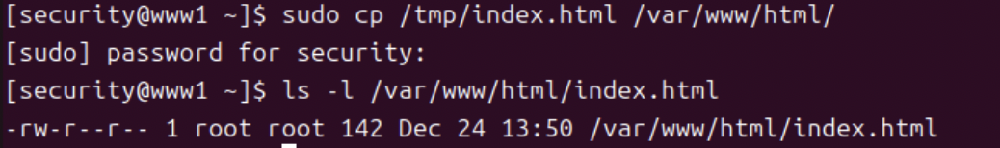 [security@www1 ~]$ sudo cp /tmp/index.html /var/www/html/
[sudo] password for security:
[security@www1 ~]$ ls -l /var/www/html/index.html
-rw-r--r-- 1 root root 142 Dec 24 13:50 /var/www/html/index.html